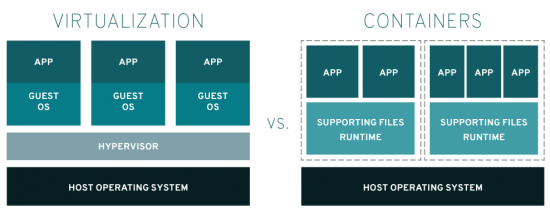 VIRTUALIZATION
APP
APP
APP
GUEST
OS
GUEST
OS
GUEST
OS
HYPERVISOR
HOST OPERATING SYSTEM
VS.
CONTAINERS
APP
APP
APP
APP
APP
SUPPORTING FILES
RUNTIME
SUPPORTING FILES
RUNTIME
HOST OPERATING SYSTEM